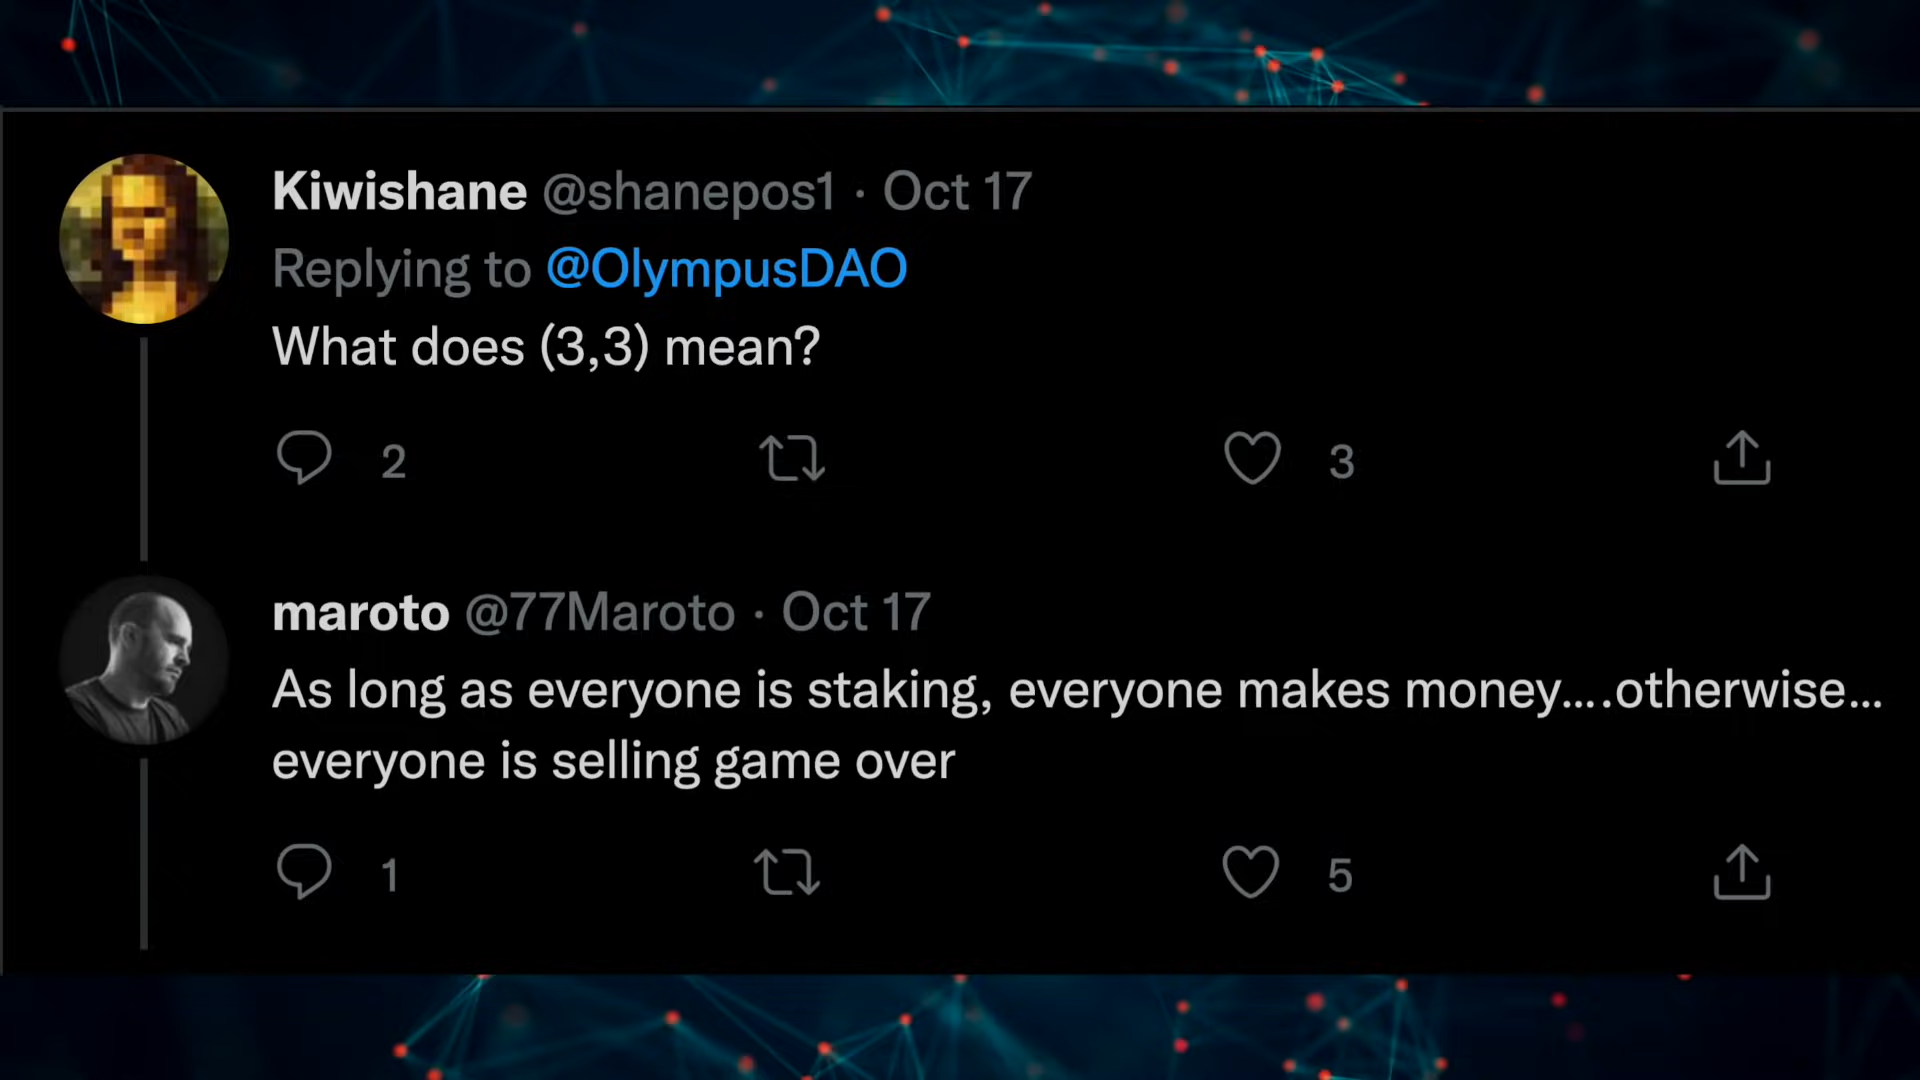 Kiwishane @shanepos1 · Oct 17
Replying to @OlympusDAO
What does (3,3) mean?
2 3
maroto @77Maroto · Oct 17
As long as everyone is staking, everyone makes money....otherwise...
everyone is selling game over
1 5